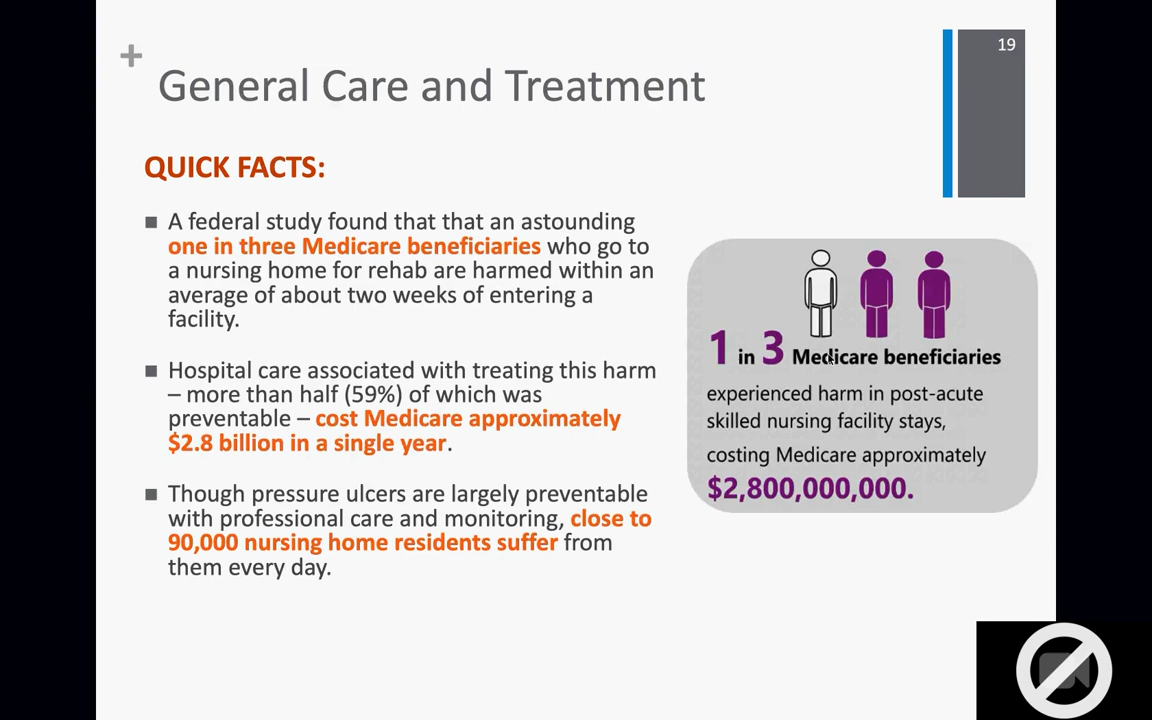 19
+
General Care and Treatment
QUICK FACTS:
■ A federal study found that that an astounding
one in three Medicare beneficiaries who go to
a nursing home for rehab are harmed within an
average of about two weeks of entering a
facility.
■ Hospital care associated with treating this harm
– more than half (59%) of which was
preventable – cost Medicare approximately
$2.8 billion in a single year.
■ Though pressure ulcers are largely preventable
with professional care and monitoring, close to
90,000 nursing home residents suffer from
them every day.
1 in 3 Medicare beneficiaries
experienced harm in post-acute
skilled nursing facility stays,
costing Medicare approximately
$2,800,000,000.